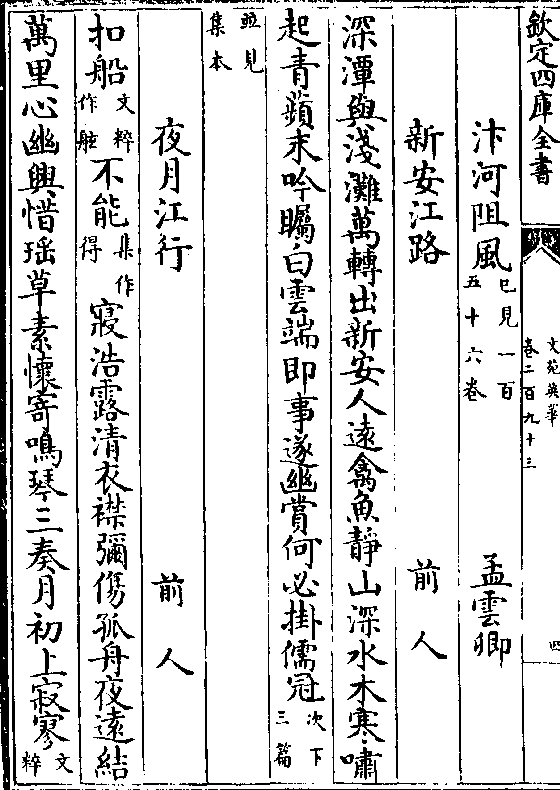 欽定四庫全書
文苑英華
卷二百九十三
四
汴河阻風已見一百五十六卷 孟雲卿
新安江路 前人
深潭與淺灘萬轉出新安人遠禽魚靜山深水木寒嘯
起青蘋末吟矚白雲端即事遂幽賞何必挂儒冠次下三篇
並見集本
夜月江行 前人
扣船文粹作舷不能集作得寢浩露清衣襟彌傷孤舟夜遠結
萬里心幽興惜瑶草素懷寄鳴琴三奏月初上寂寥文粹